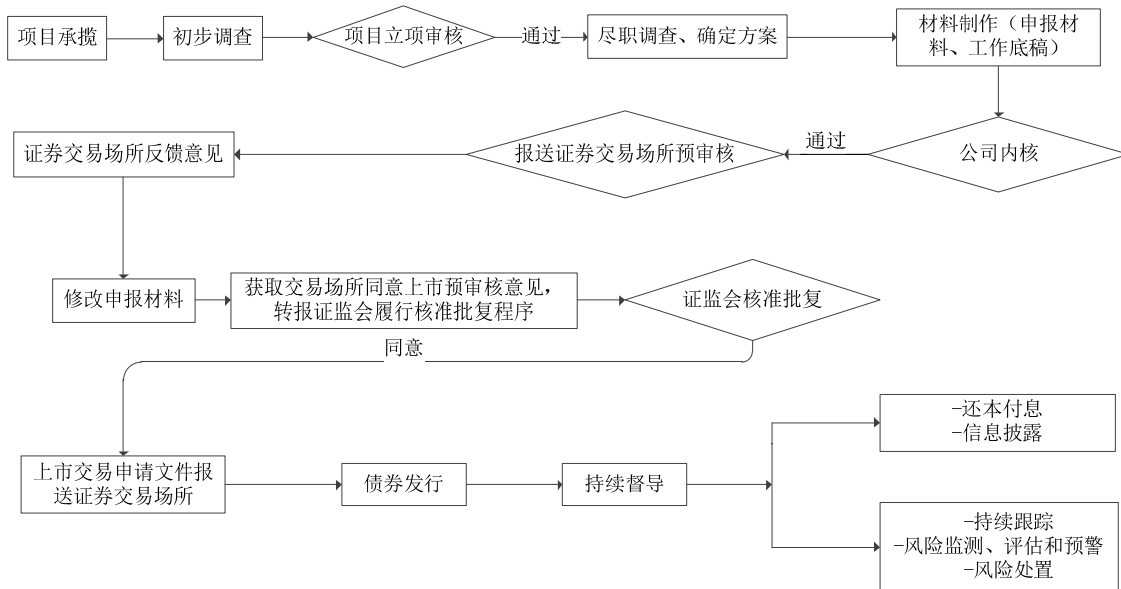 项目承揽
初步调查
项目立项审核
通过
尽职调查、确定方案
材料制作（申报材
料、工作底稿）
证券交易场所反馈意见
报送证券交易场所预审核
通过
公司内核
修改申报材料
获取交易场所同意上市预审核意见，
转报证监会履行核准批复程序
证监会核准批复
同意
上市交易申请文件报
送证券交易场所
债券发行
持续督导
-还本付息
-信息披露
-持续跟踪
-风险监测、评估和预警
-风险处置